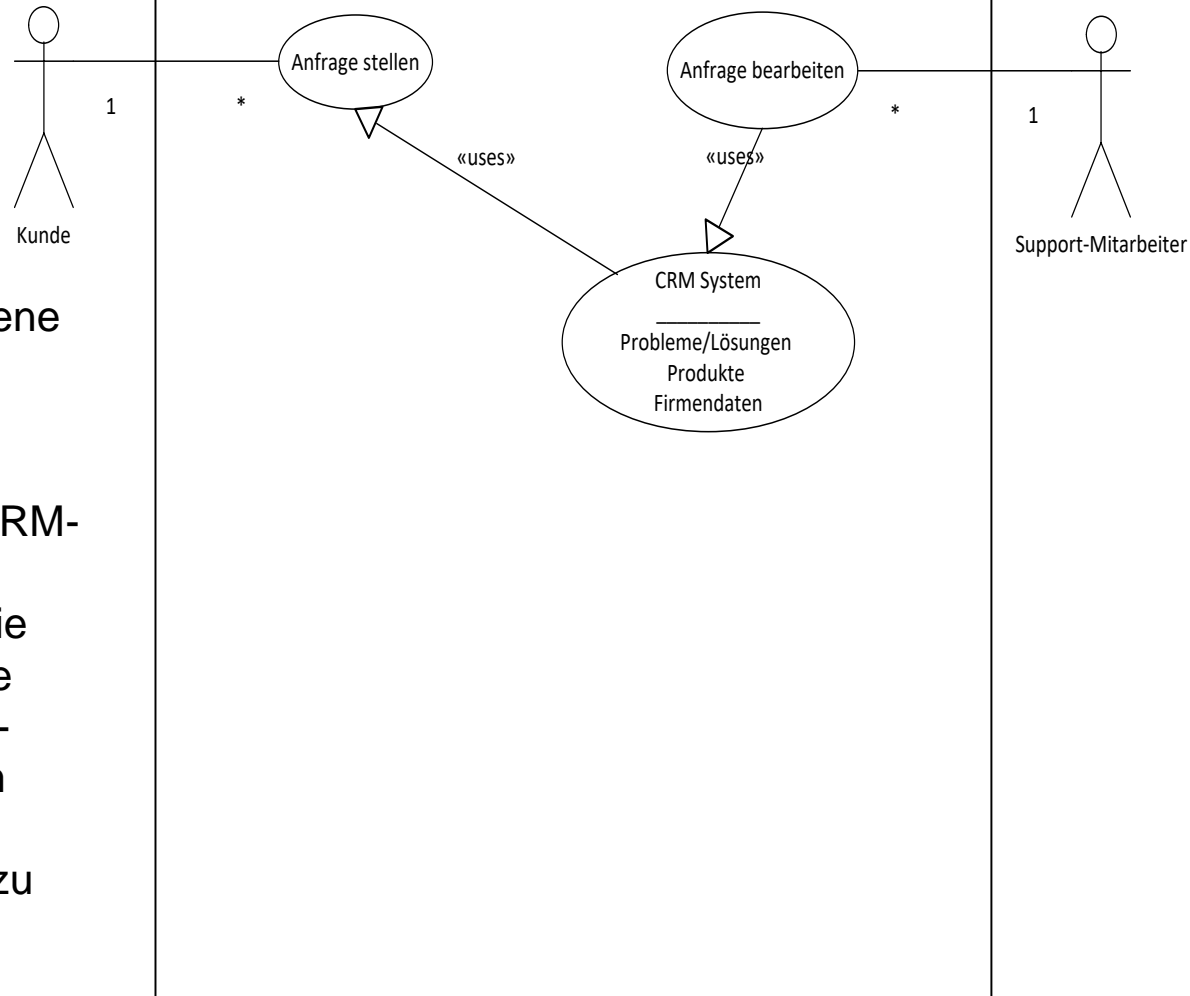 Anfrage stellen
Anfrage bearbeiten
1
*
*
1
«uses»
«uses»
Kunde
Support-Mitarbeiter
CRM System
Probleme/Lösungen
Produkte
Firmendaten
ene
RM-
ie
e
-
n
zu